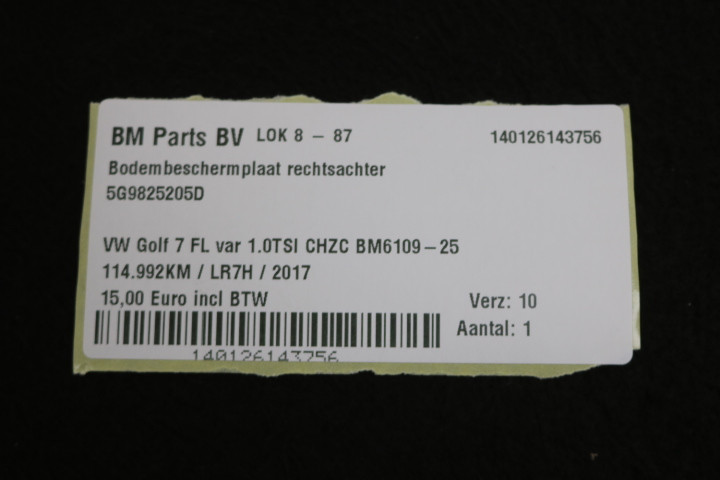 BM Parts BV LOK 8 - 87 140126143756
Bodembeschermplaat rechtsachter
5G9825205D
VW Golf 7 FL var 1.0TSI CHZC BM6109-25
114.992KM / LR7H / 2017
15,00 Euro incl BTW Verz: 10
Aantal: 1
140126143756